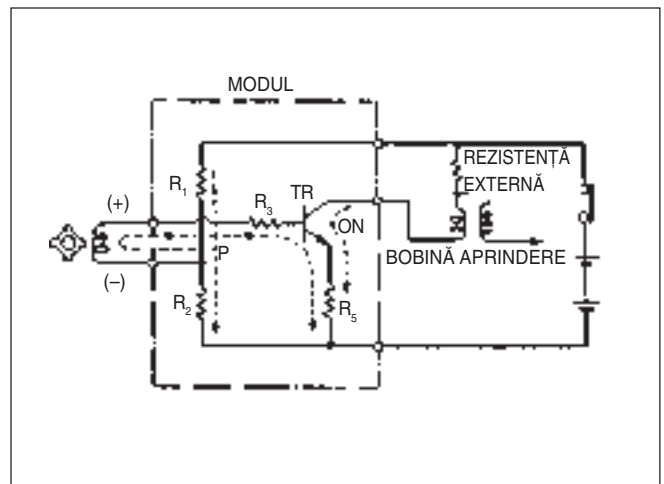 MODUL
REZISTENȚĂ
EXTERNĂ
R1
R3
TR
(+)
ON
P
BOBINĂ APRINDERE
(–)
R2
R5